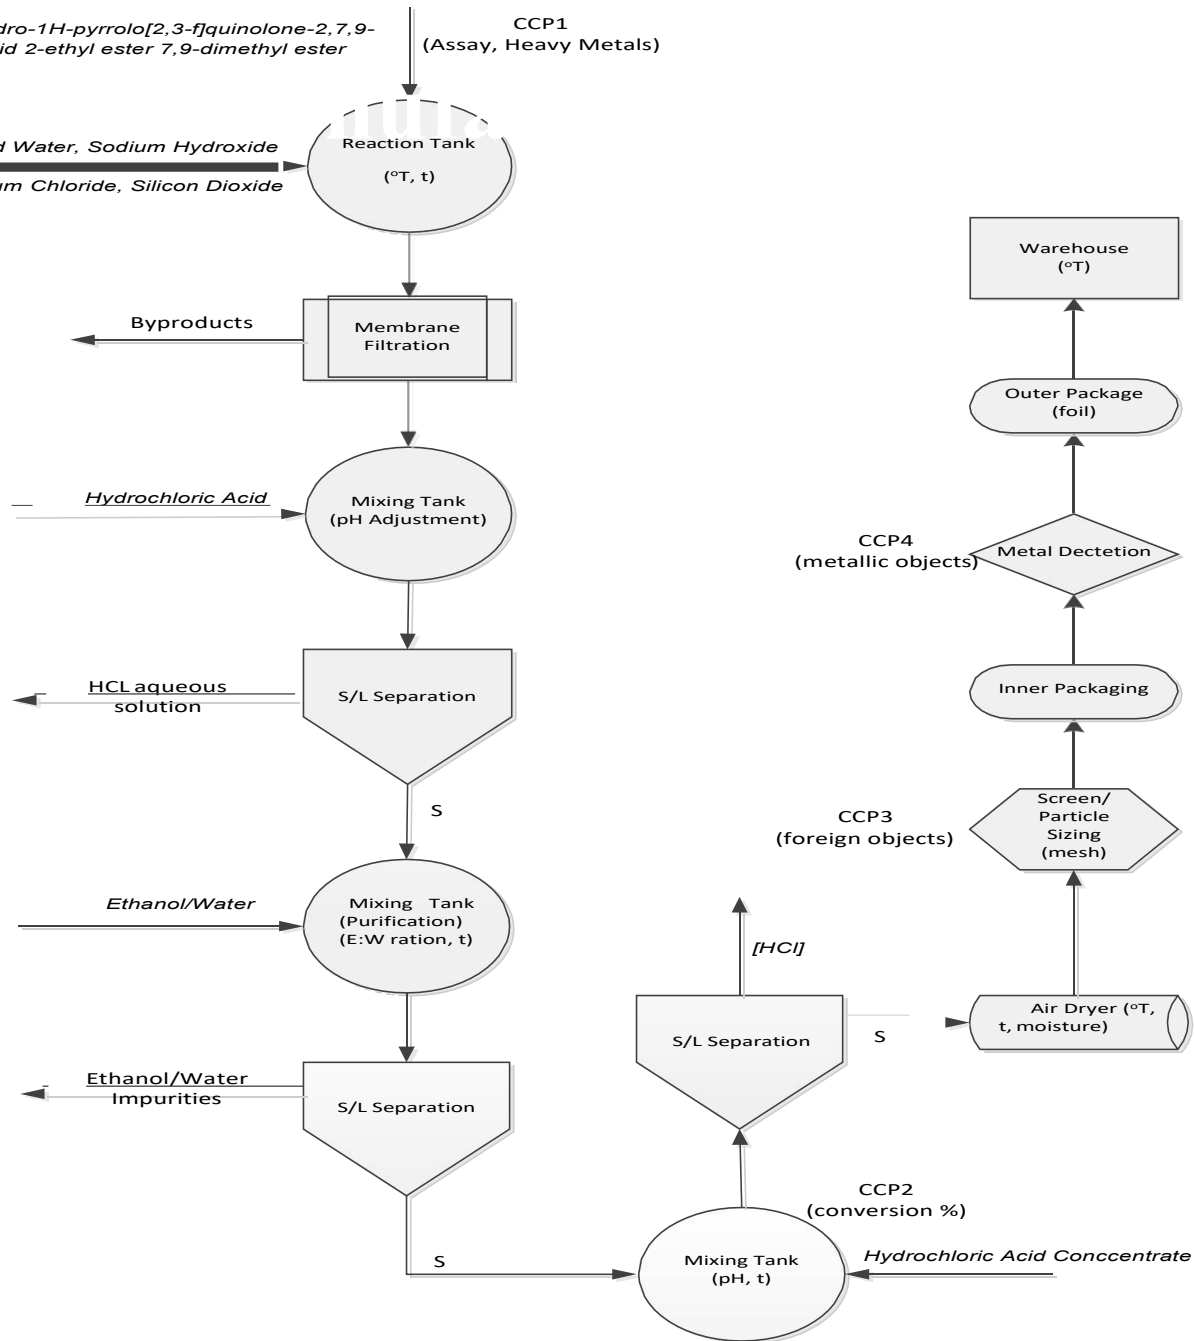 dro-1H-pyrrolo[2,3-f]quinolone-2,7,9-
id 2-ethyl ester 7,9-dimethyl ester
CCP1
(Assay, Heavy Metals)
d Water, Sodium Hydroxide
um Chloride, Silicon Dioxide
Reaction Tank
(°T, t)
Byproducts
Membrane
Filtration
Hydrochloric Acid
Mixing Tank
(pH Adjustment)
HCL aqueous
solution
S/L Separation
S
Ethanol/Water
Mixing Tank
(Purification)
(E:W ration, t)
Ethanol/Water
Impurities
S/L Separation
S
Mixing Tank
(pH, t)
CCP2
(conversion %)
Hydrochloric Acid Conccentrate
S/L Separation
[HCl]
S
Air Dryer (°T,
t, moisture)
CCP3
(foreign objects)
Screen/
Particle
Sizing
(mesh)
Inner Packaging
CCP4
(metallic objects)
Metal Dectetion
Outer Package
(foil)
Warehouse
(°T)